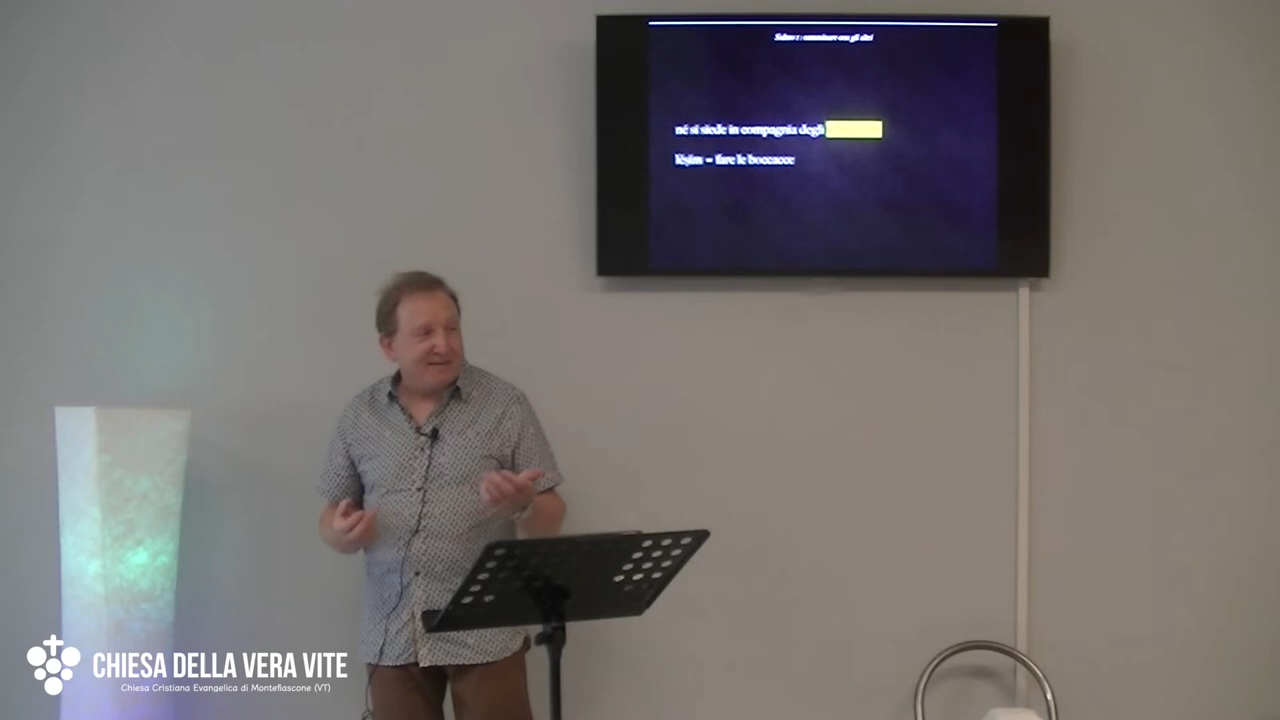 Salmo 1: camminare con gli altri
né si siede in compagnia degli
lēṣim – fare le boccacce
CHIESA DELLA VERA VITE
Chiesa Cristiana Evangelica di Montefiascone (VT)